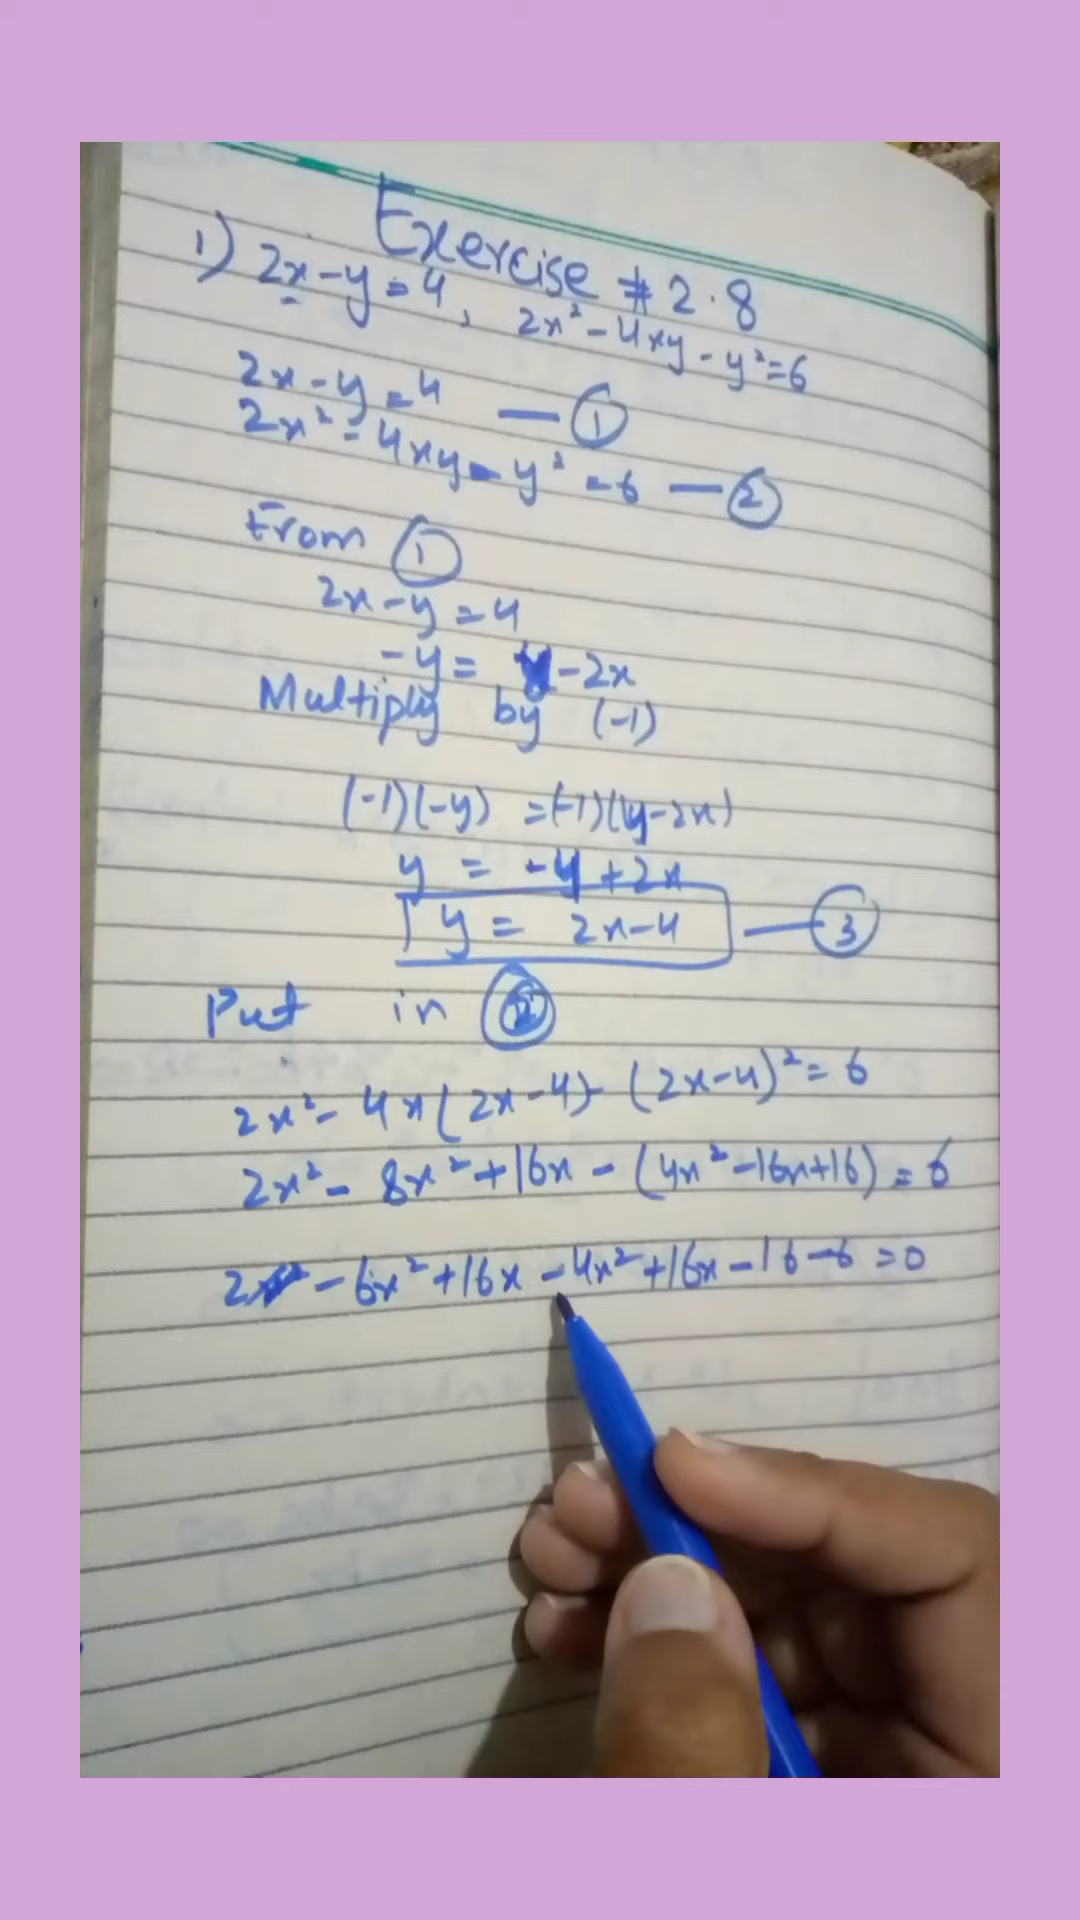 Exercise # 2.8
1) 2x-y=4, 2x²-4xy-y²=6
2x-y=4 — ①
2x²-4xy-y²=6 — ②
From ①
2x-y=4
-y= 4-2x
Multiply by (-1)
(-1)(-y) =(-1)(4-2x)
y = -4+2x
y = 2x-4 — ③
Put in ②
2x²-4x(2x-4)-(2x-4)²=6
2x²-8x²+16x-(4x²-16x+16)=6
-6x²+16x-4x²+16x-16-6=0